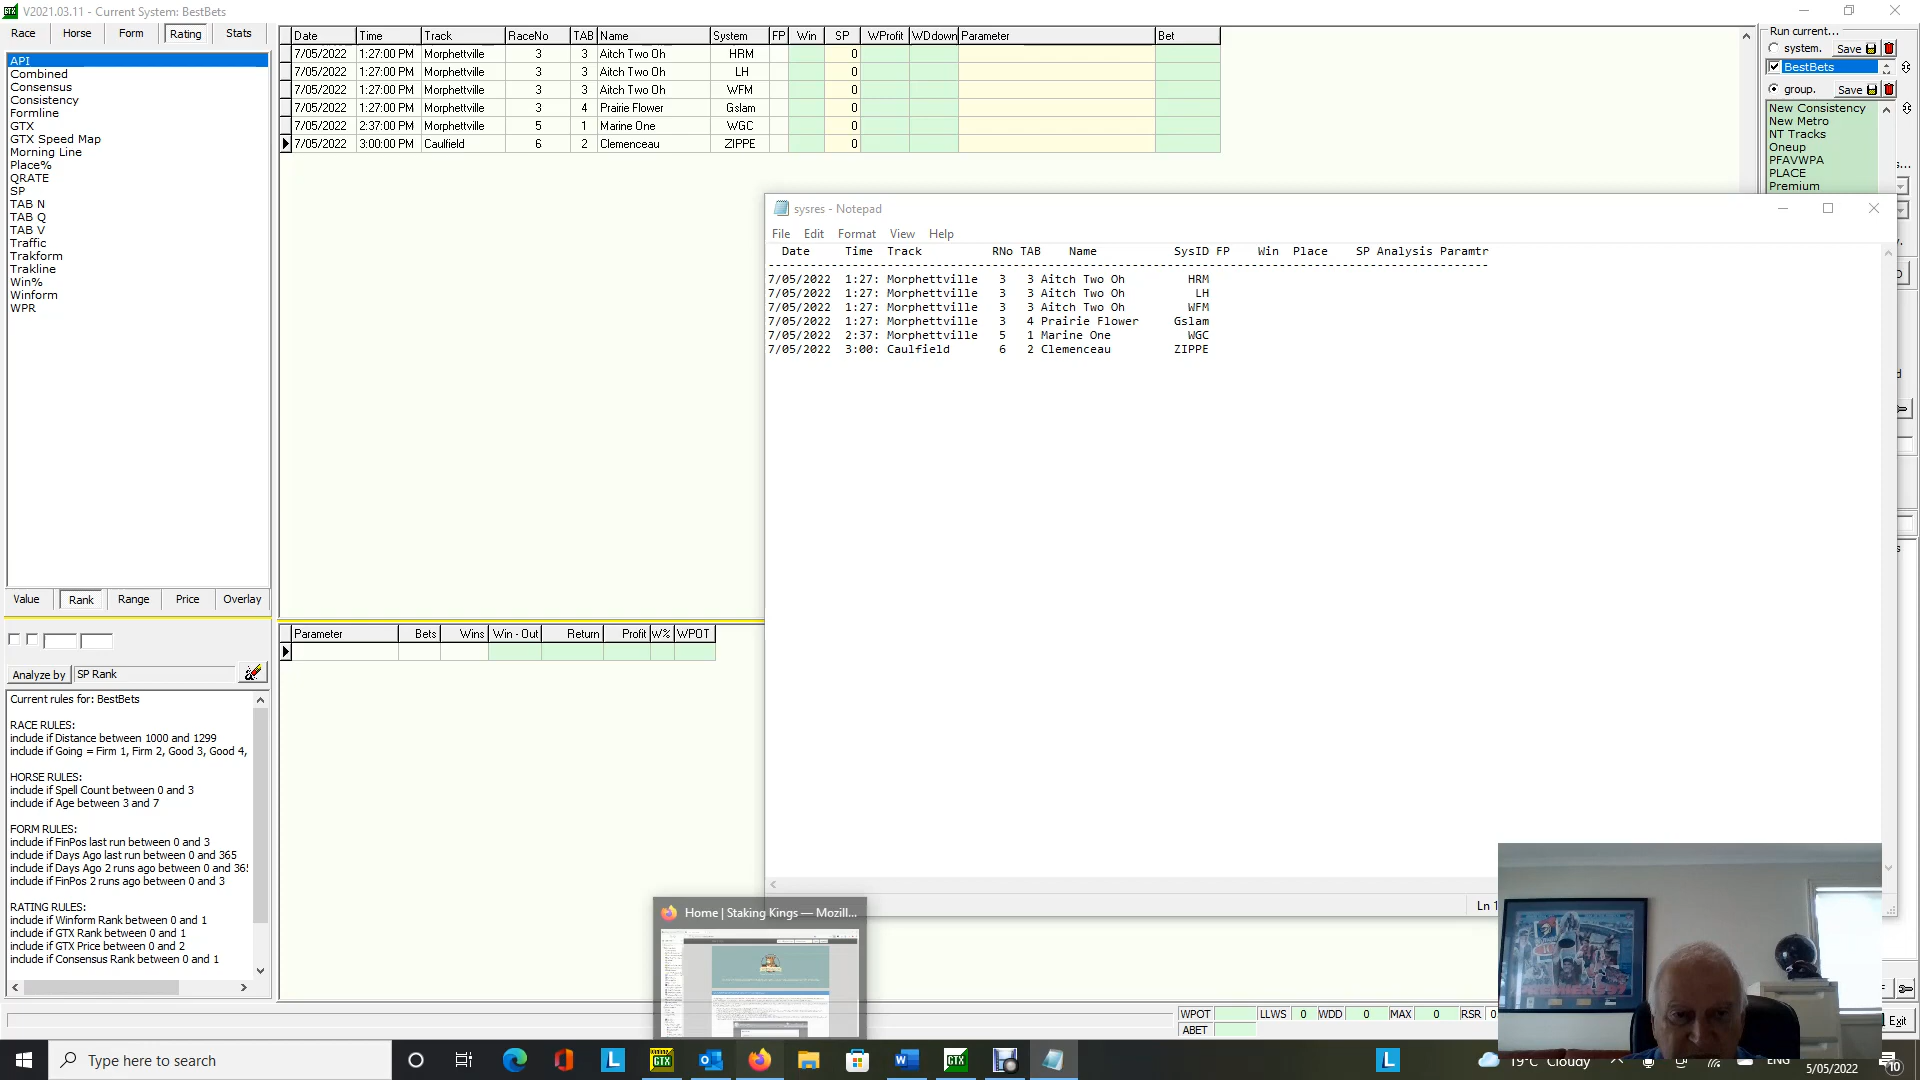 V2021.03.11 - Current System: BestBets
Race Horse Form Rating Stats
API
Combined
Consensus
Consistency
Formline
GTX
GTX Speed Map
Morning Line
Place%
QRATE
SP
TAB N
TAB Q
TAB V
Traffic
Trakform
Trakline
Win%
Winform
WPR
Value Rank Range Price Overlay
Analyze by SP Rank
Current rules for: BestBets
RACE RULES:
include if Distance between 1000 and 1299
include if Going = Firm 1, Firm 2, Good 3, Good 4,
HORSE RULES:
include if Spell Count between 0 and 3
include if Age between 3 and 7
FORM RULES:
include if FinPos last run between 0 and 3
include if Days Ago last run between 0 and 365
include if Days Ago 2 runs ago between 0 and 36
include if FinPos 2 runs ago between 0 and 3
RATING RULES:
include if Winform Rank between 0 and 1
include if GTX Rank between 0 and 1
include if GTX Price between 0 and 2
include if Consensus Rank between 0 and 1
Date Time Track RaceNo TAB Name System FP Win SP WProfit WDdown Parameter Bet
7/05/2022 1:27:00 PM Morphettville 3 3 Aitch Two Oh HRM 0
7/05/2022 1:27:00 PM Morphettville 3 3 Aitch Two Oh LH 0
7/05/2022 1:27:00 PM Morphettville 3 3 Aitch Two Oh WFM 0
7/05/2022 1:27:00 PM Morphettville 3 4 Prairie Flower Gslam 0
7/05/2022 2:37:00 PM Morphettville 5 1 Marine One WGC 0
7/05/2022 3:00:00 PM Caulfield 6 2 Clemenceau ZIPPE 0
Parameter Bets Wins Win - Out Return Profit W% WPOT
sysres - Notepad
File Edit Format View Help
Date Time Track RNo TAB Name SysID FP Win Place SP Analysis Paramtr
7/05/2022 1:27: Morphettville 3 3 Aitch Two Oh HRM
7/05/2022 1:27: Morphettville 3 3 Aitch Two Oh LH
7/05/2022 1:27: Morphettville 3 3 Aitch Two Oh WFM
7/05/2022 1:27: Morphettville 3 4 Prairie Flower Gslam
7/05/2022 2:37: Morphettville 5 1 Marine One WGC
7/05/2022 3:00: Caulfield 6 2 Clemenceau ZIPPE
Ln 1
Run current...
system. Save
BestBets
group. Save
New Consistency
New Metro
NT Tracks
Oneup
PFAVWPA
PLACE
Premium
Home | Staking Kings — Mozill...
WPOT LLWS 0 WDD 0 MAX 0 RSR 0
ABET
Exit
Type here to search
19°C Cloudy
ENG
5/05/2022
10